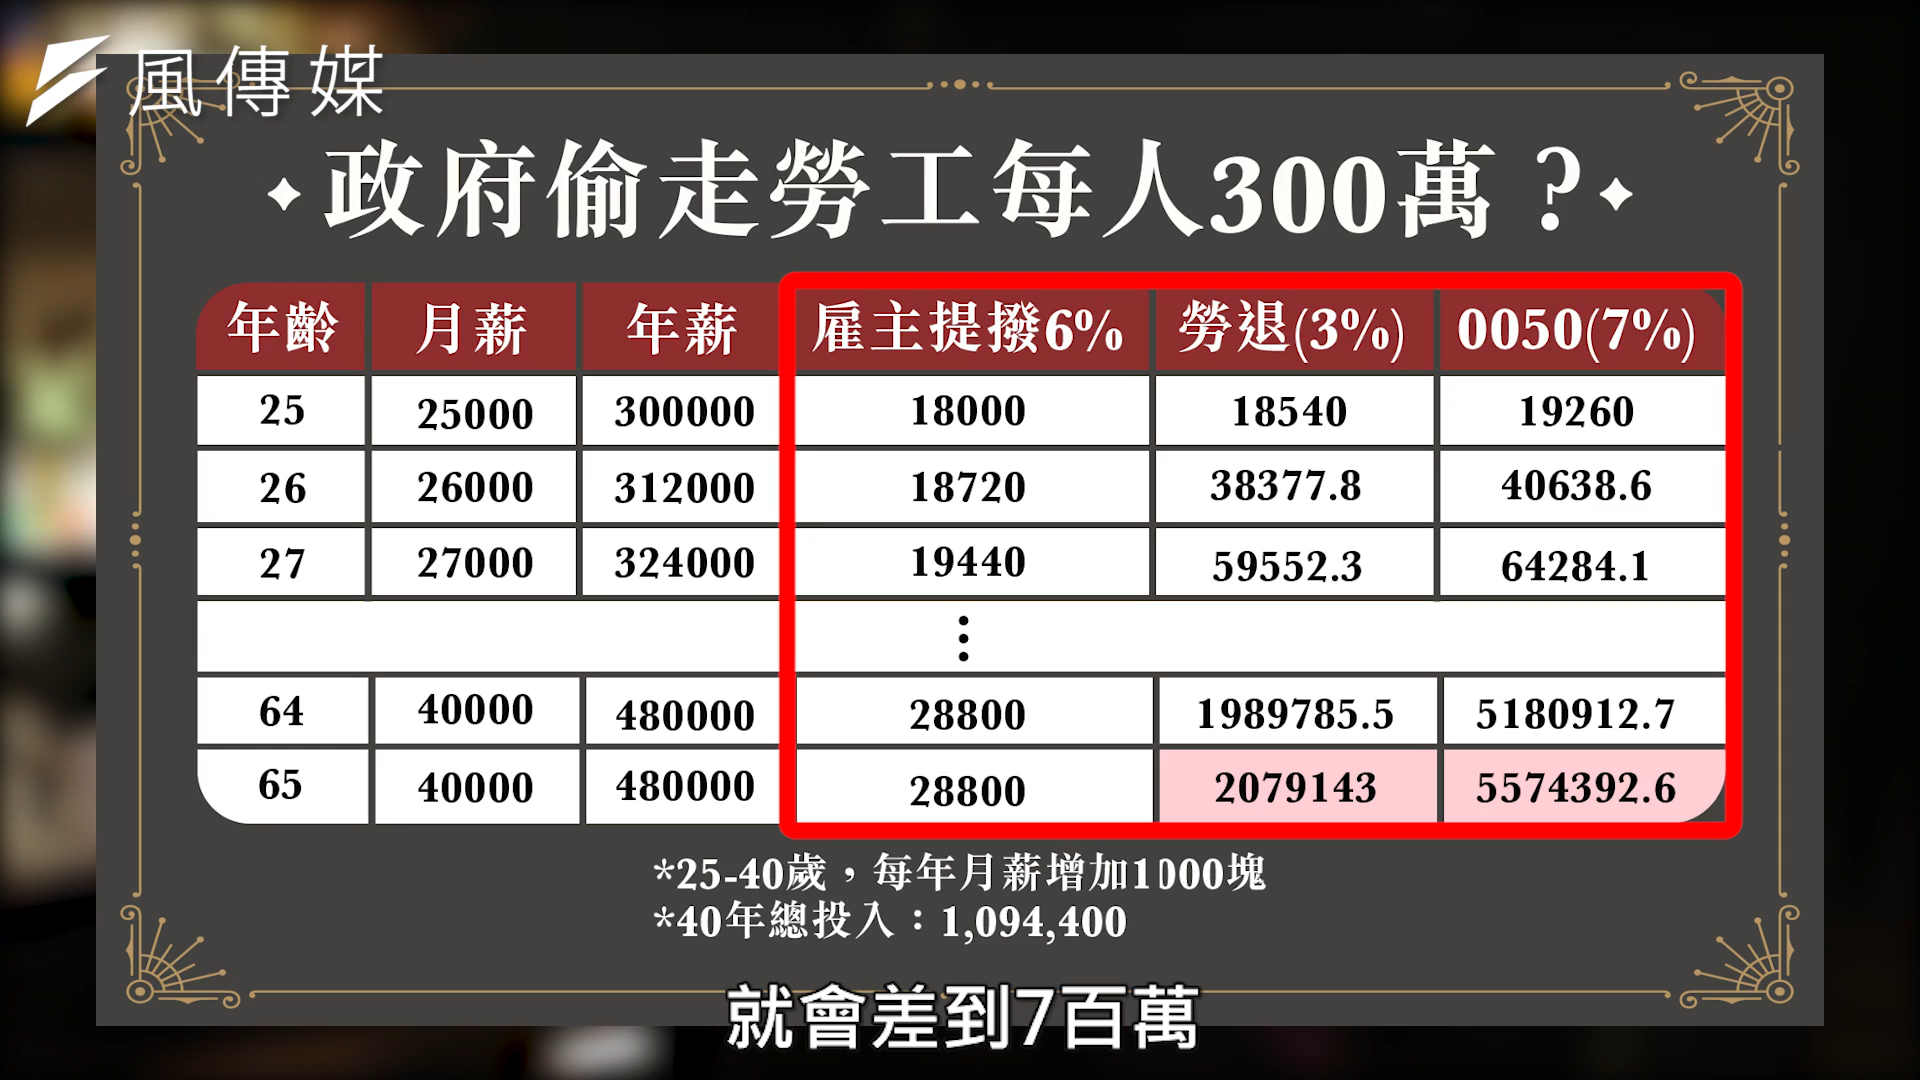 風傳媒
政府偷走勞工每人300萬？
年齡 月薪 年薪 雇主提撥6% 勞退(3%) 0050(7%)
25 25000 300000 18000 18540 19260
26 26000 312000 18720 38377.8 40638.6
27 27000 324000 19440 59552.3 64284.1
64 40000 480000 28800 1989785.5 5180912.7
65 40000 480000 28800 2079143 5574392.6
*25-40歲，每年月薪增加1000塊
*40年總投入：1,094,400
就會差到7百萬